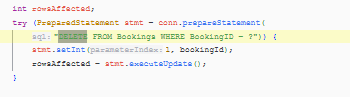 int rowsAffected;
try (PreparedStatement stmt = conn.prepareStatement(
sql: "DELETE FROM Bookings WHERE BookingID = ?")) {
stmt.setInt( parameterIndex: 1, bookingId);
rowsAffected = stmt.executeUpdate();
}